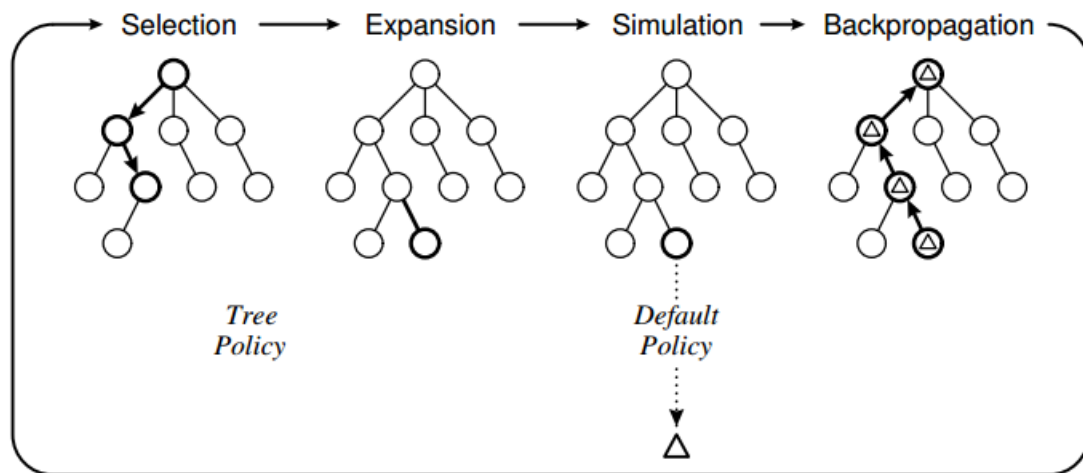 Selection Expansion Simulation Backpropagation
Tree
Policy
Default
Policy